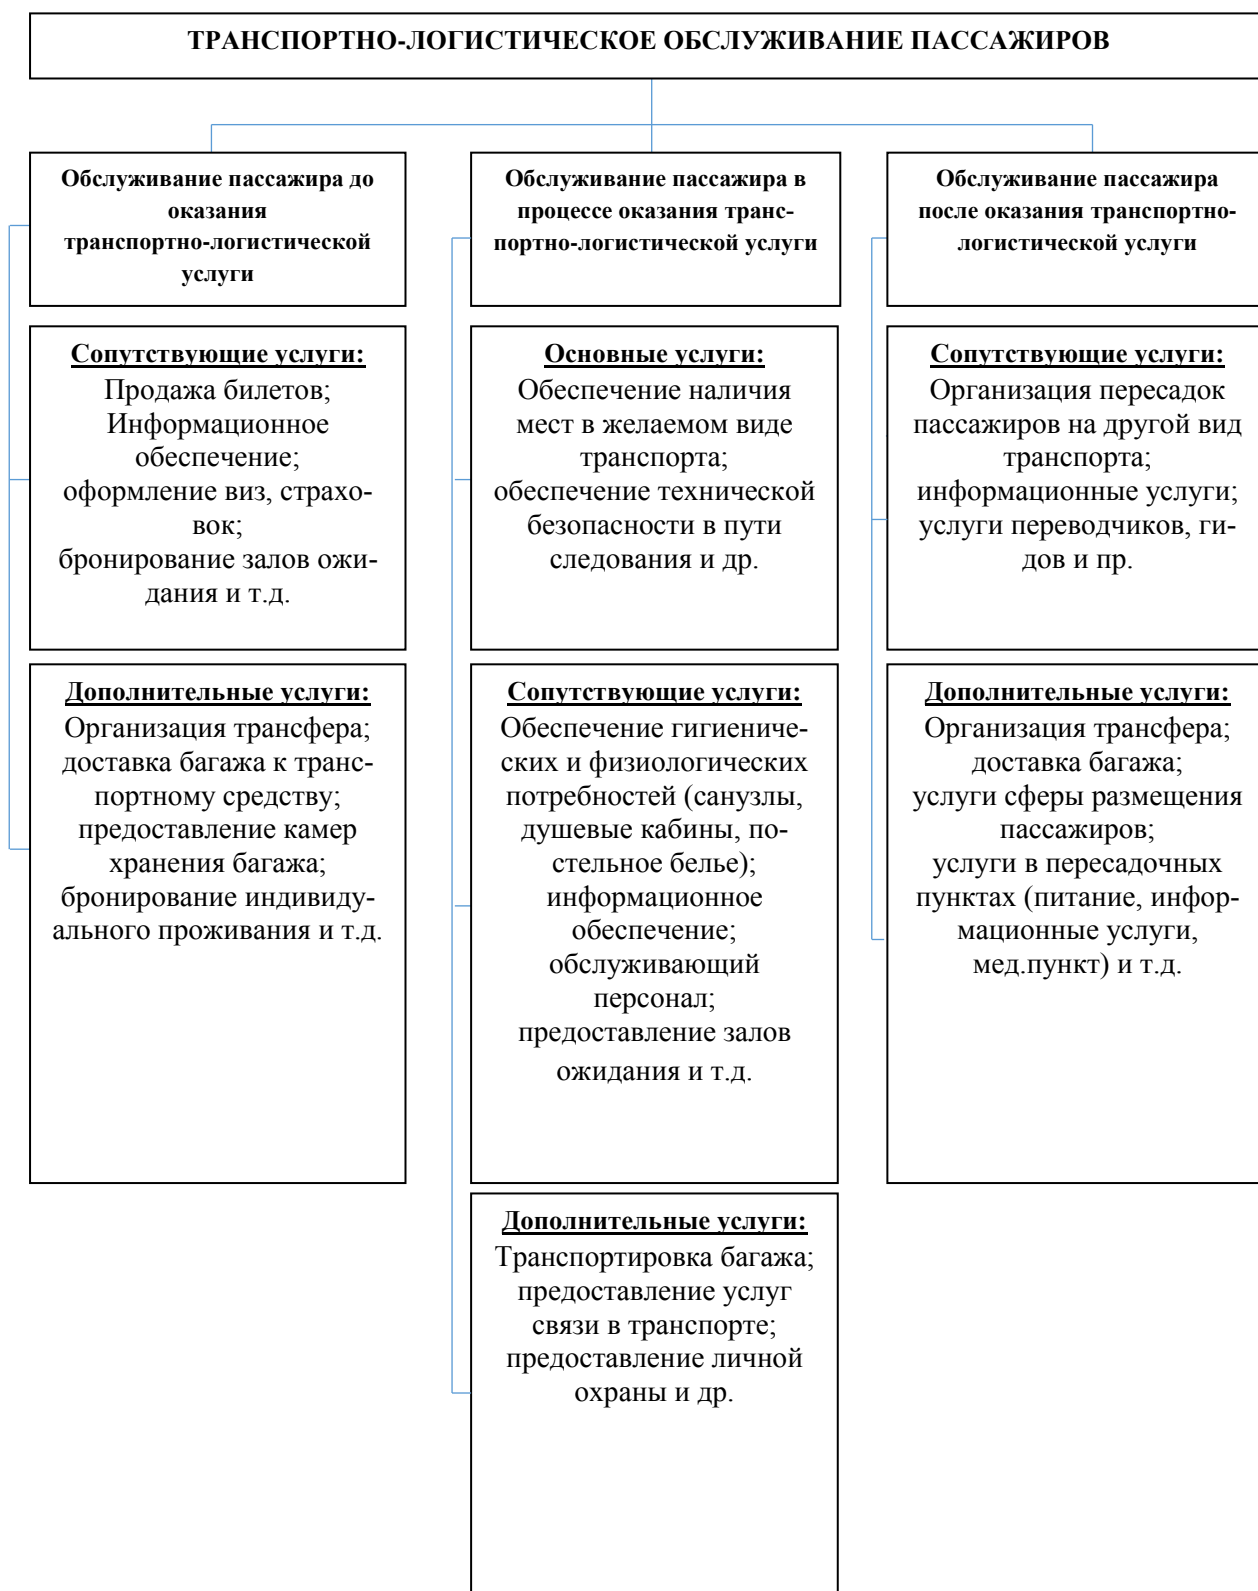 ТРАНСПОРТНО-ЛОГИСТИЧЕСКОЕ ОБСЛУЖИВАНИЕ ПАССАЖИРОВ
Обслуживание пассажира до
оказания
транспортно-логистической
услуги
Сопутствующие услуги:
Продажа билетов;
Информационное
обеспечение;
оформление виз, страхо-
вок;
бронирование залов ожи-
дания и т.д.
Дополнительные услуги:
Организация трансфера;
доставка багажа к транс-
портному средству;
предоставление камер
хранения багажа;
бронирование индивиду-
ального проживания и т.д.
Обслуживание пассажира в
процессе оказания транс-
портно-логистической услуги
Основные услуги:
Обеспечение наличия
мест в желаемом виде
транспорта;
обеспечение технической
безопасности в пути
следования и др.
Сопутствующие услуги:
Обеспечение гигиениче-
ских и физиологических
потребностей (санузлы,
душевые кабины, по-
стельное белье);
информационное
обеспечение;
обслуживающий
персонал;
предоставление залов
ожидания и т.д.
Дополнительные услуги:
Транспортировка багажа;
предоставление услуг
связи в транспорте;
предоставление личной
охраны и др.
Обслуживание пассажира
после оказания транспортно-
логистической услуги
Сопутствующие услуги:
Организация пересадок
пассажиров на другой вид
транспорта;
информационные услуги;
услуги переводчиков, ги-
дов и пр.
Дополнительные услуги:
Организация трансфера;
доставка багажа;
услуги сферы размещения
пассажиров;
услуги в пересадочных
пунктах (питание, инфор-
мационные услуги,
мед.пункт) и т.д.